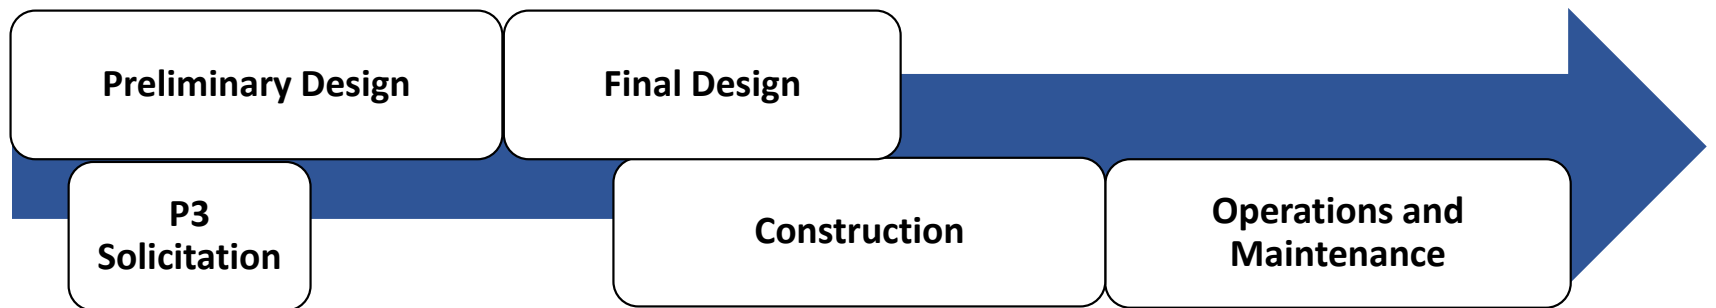 Preliminary Design
Final Design
P3
Solicitation
Construction
Operations and
Maintenance